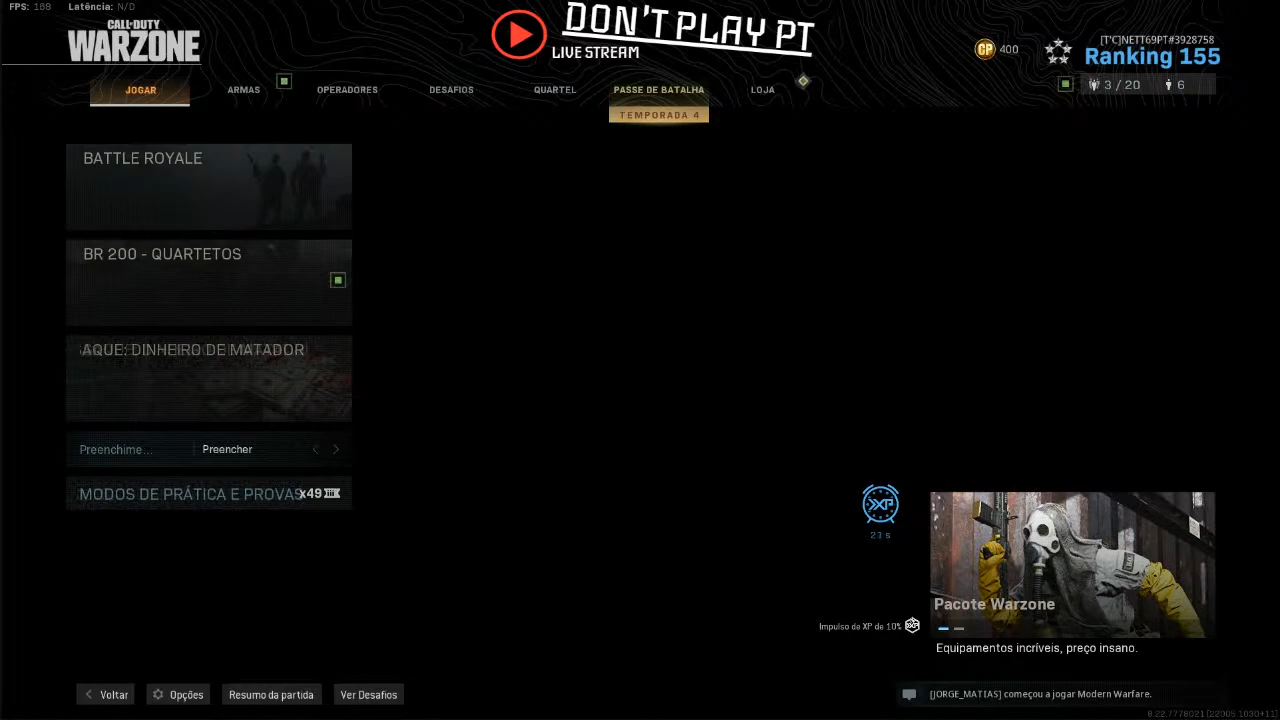 FPS: 168 Latência: N/D
CALL OF DUTY
WARZONE
DON'T PLAY PT
LIVE STREAM
CP 400
[T'C]NETT69PT#3928758
Ranking 155
3 / 20 6
JOGAR ARMAS OPERADORES DESAFIOS QUARTEL PASSE DE BATALHA LOJA
TEMPORADA 4
BATTLE ROYALE
BR 200 - QUARTETOS
AQUE: DINHEIRO DE MATADOR
Preenchime... Preencher
MODOS DE PRÁTICA E PROVAS x49
XP
21 s
Pacote Warzone
Impulso de XP de 10%
Equipamentos incríveis, preço insano.
Voltar Opções Resumo da partida Ver Desafios
[JORGE_MATIAS] começou a jogar Modern Warfare.